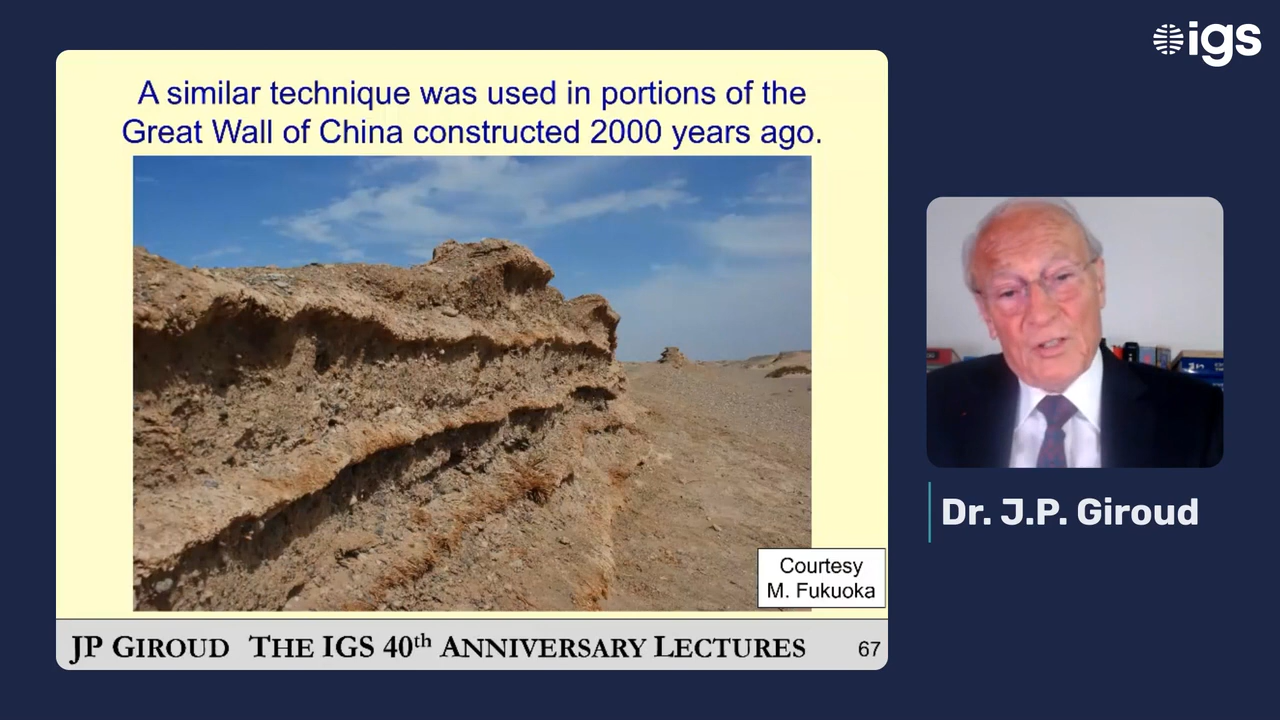 igs
A similar technique was used in portions of the
Great Wall of China constructed 2000 years ago.
Courtesy
M. Fukuoka
JP GIROUD THE IGS 40th ANNIVERSARY LECTURES
67
Dr. J.P. Giroud